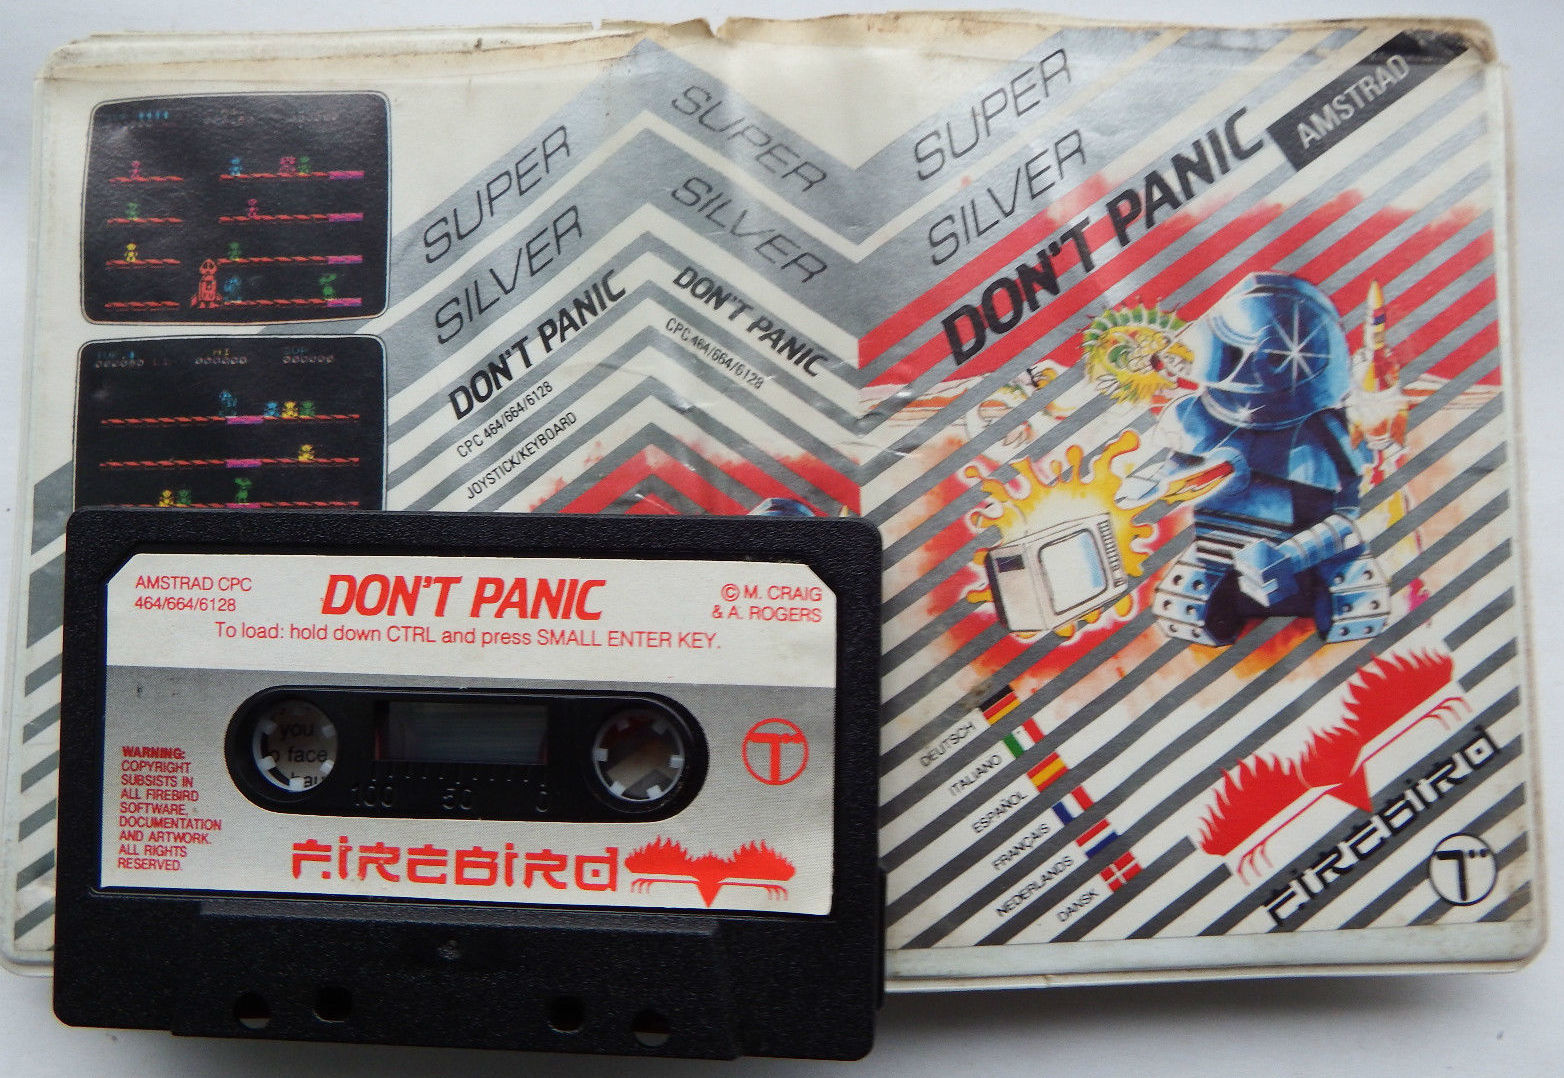 SUPER
SILVER
DON'T PANIC
CPC 464/664/6128
JOYSTICK/KEYBOARD
SUPER
SILVER
DON'T PANIC
CPC 464/664/6128
SUPER
SILVER
DON'T PANIC
AMSTRAD
DEUTSCH
ITALIANO
ESPAÑOL
FRANÇAIS
NEDERLANDS
DANSK
FIREBIRD
AMSTRAD CPC
464/664/6128
DON'T PANIC
© M. CRAIG
& A. ROGERS
To load: hold down CTRL and press SMALL ENTER KEY.
WARNING:
COPYRIGHT
SUBSISTS IN
ALL FIREBIRD
SOFTWARE,
DOCUMENTATION
AND ARTWORK.
ALL RIGHTS
RESERVED.
you
face
100 50 0
FIREBIRD